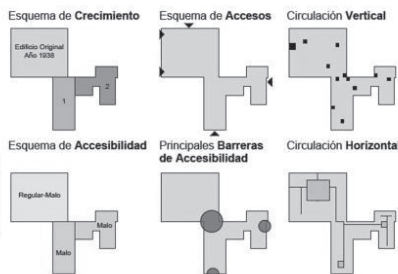 Esquema de Crecimiento
Edificio Original
Año 1938
1
2
Esquema de Accesos
Circulación Vertical
Esquema de Accesibilidad
Regular-Malo
Malo
Malo
Principales Barreras
de Accesibilidad
Circulación Horizontal